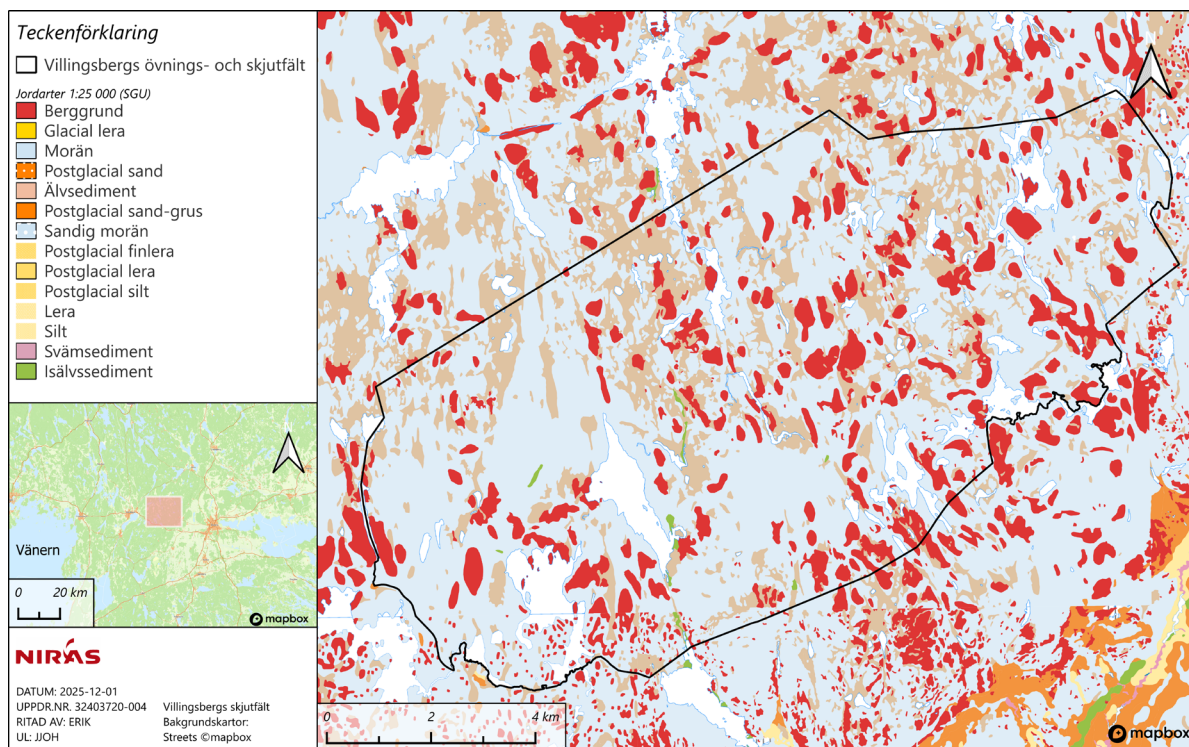 Teckenförklaring
Villingsbergs övnings- och skjutfält
Jordarter 1:25 000 (SGU)
Berggrund
Glacial lera
Morän
Postglacial sand
Älvsediment
Postglacial sand-grus
Sandig morän
Postglacial finlera
Postglacial lera
Postglacial silt
Lera
Silt
Svämsediment
Isälvssediment
Vänern
0 20 km
mapbox
NIRAS
DATUM: 2025-12-01
UPPDR.NR. 32403720-004
RITAD AV: ERIK
UL: JJOH
Villingsbergs skjutfält
Bakgrundskartor:
Streets ©mapbox
0 2 4 km
mapbox